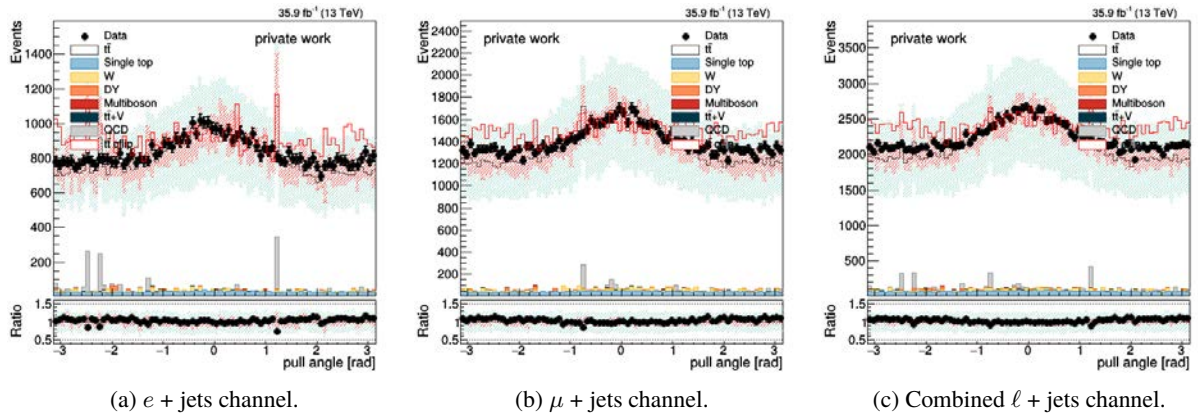 35.9 fb⁻¹ (13 TeV)
Events
private work
Data
tt̄
Single top
W
DY
Multiboson
tt̄+V
QCD
tt̄ cflip
1400
1200
1000
800
600
400
200
Ratio
1.5
1
0.5
−3 −2 −1 0 1 2 3
pull angle [rad]
(a) e + jets channel.
35.9 fb⁻¹ (13 TeV)
Events
private work
Data
tt̄
Single top
W
DY
Multiboson
tt̄+V
QCD
2400
2200
2000
1800
1600
1400
1200
1000
800
600
400
200
Ratio
1.5
1
0.5
−3 −2 −1 0 1 2 3
pull angle [rad]
(b) μ + jets channel.
35.9 fb⁻¹ (13 TeV)
Events
private work
Data
tt̄
Single top
W
DY
Multiboson
tt̄+V
QCD
3500
3000
2500
2000
1500
1000
500
Ratio
1.5
1
0.5
−3 −2 −1 0 1 2 3
pull angle [rad]
(c) Combined ℓ + jets channel.